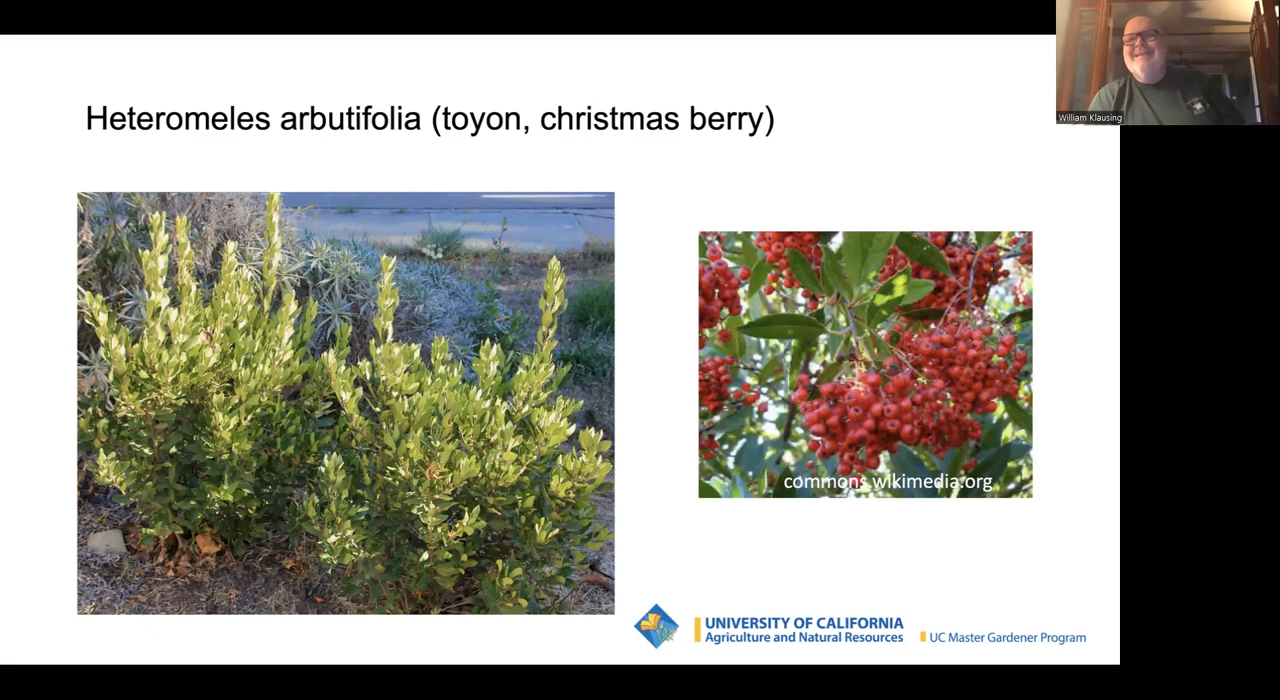 William Klausing
Heteromeles arbutifolia (toyon, christmas berry)
commons.wikimedia.org
UNIVERSITY OF CALIFORNIA
Agriculture and Natural Resources
UC Master Gardener Program